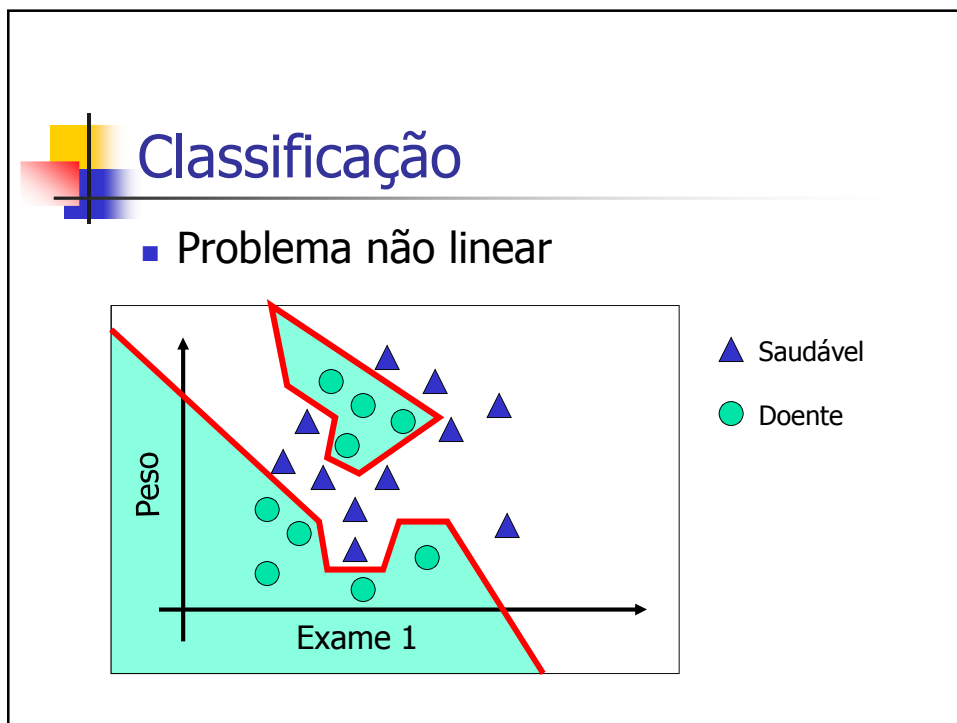 Classificação
Problema não linear
Saudável
Doente
Peso
Exame 1